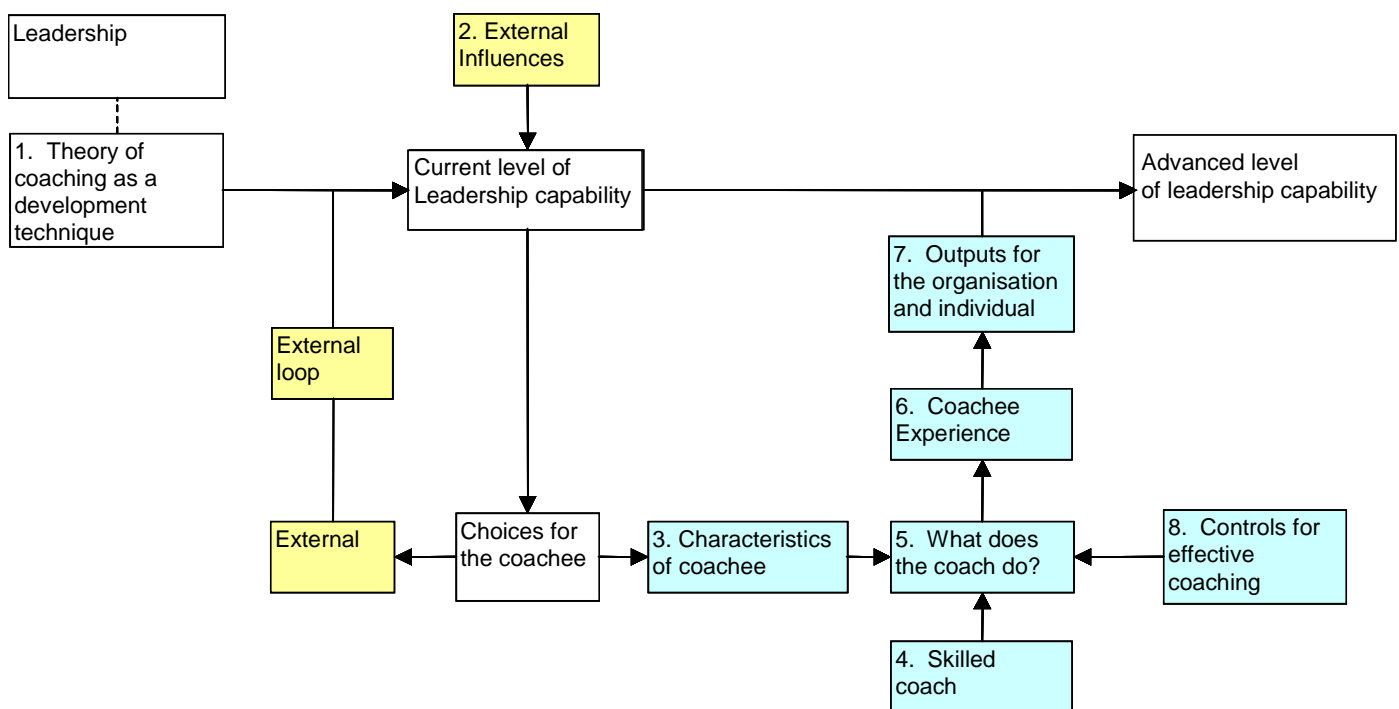 Leadership
2. External
Influences
1. Theory of
coaching as a
development
technique
Current level of
Leadership capability
Advanced level
of leadership capability
7. Outputs for
the organisation
and individual
External
loop
6. Coachee
Experience
External
Choices for
the coachee
3. Characteristics
of coachee
5. What does
the coach do?
8. Controls for
effective
coaching
4. Skilled
coach